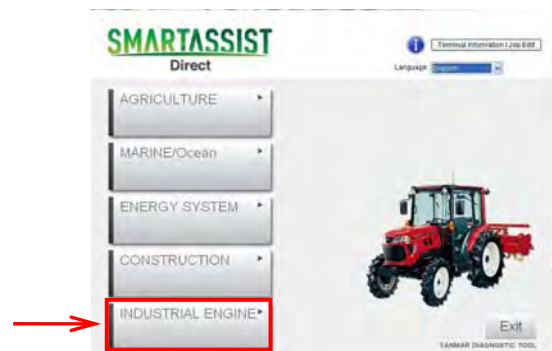 SMARTASSIST
Direct
Terminal Information / Job Edit
Language
English
AGRICULTURE
MARINE/Ocean
ENERGY SYSTEM
CONSTRUCTION
INDUSTRIAL ENGINE
Exit
YANMAR DIAGNOSTIC TOOL